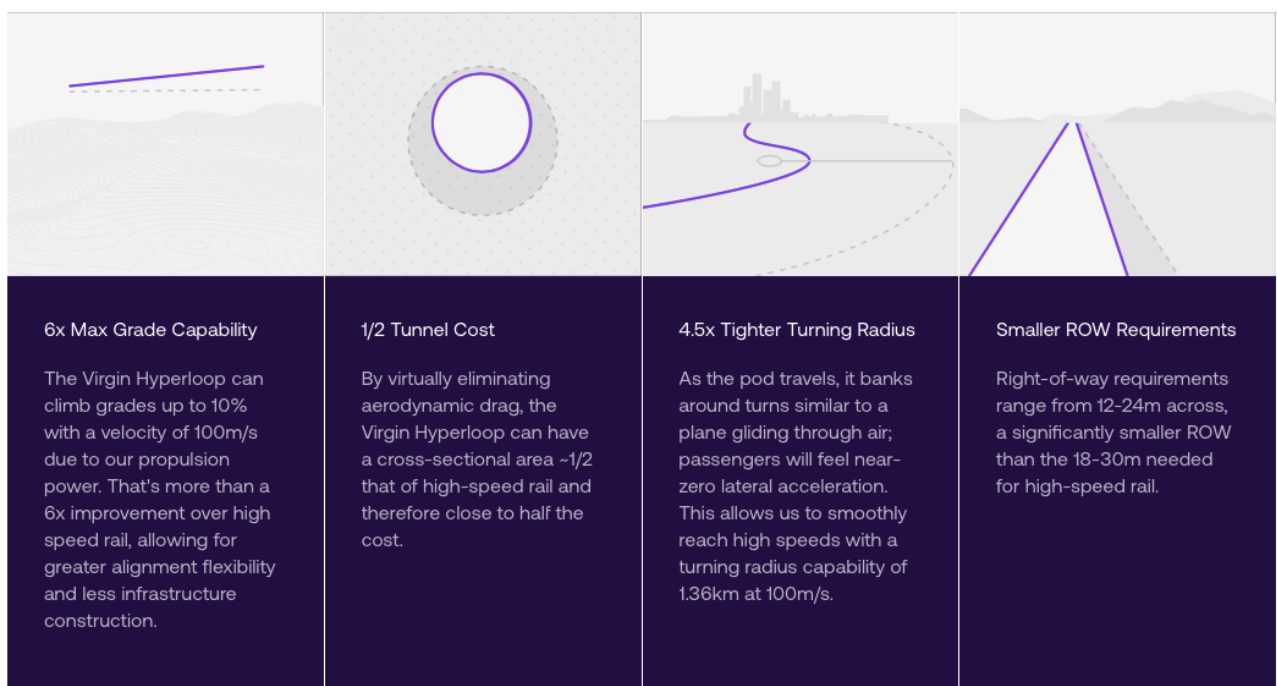 6x Max Grade Capability
The Virgin Hyperloop can
climb grades up to 10%
with a velocity of 100m/s
due to our propulsion
power. That's more than a
6x improvement over high
speed rail, allowing for
greater alignment flexibility
and less infrastructure
construction.
1/2 Tunnel Cost
By virtually eliminating
aerodynamic drag, the
Virgin Hyperloop can have
a cross-sectional area ~1/2
that of high-speed rail and
therefore close to half the
cost.
4.5x Tighter Turning Radius
As the pod travels, it banks
around turns similar to a
plane gliding through air;
passengers will feel near-
zero lateral acceleration.
This allows us to smoothly
reach high speeds with a
turning radius capability of
1.36km at 100m/s.
Smaller ROW Requirements
Right-of-way requirements
range from 12-24m across,
a significantly smaller ROW
than the 18-30m needed
for high-speed rail.